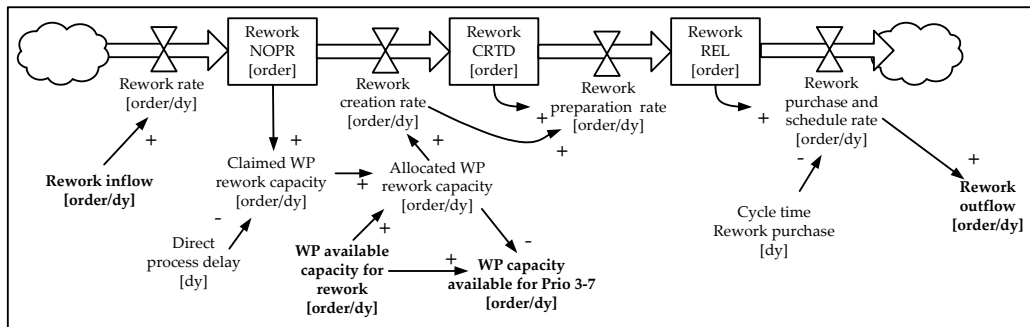 Rework
NOPR
[order]
Rework
CRTD
[order]
Rework
REL
[order]
Rework rate
[order/dy]
Rework
creation rate
[order/dy]
Rework
preparation rate
[order/dy]
Rework
purchase and
schedule rate
[order/dy]
+
+
+
+
+
+
Rework inflow
[order/dy]
Claimed WP
rework capacity
[order/dy]
+
Allocated WP
rework capacity
[order/dy]
-
+
Rework
outflow
[order/dy]
-
Direct
process delay
[dy]
+
WP available
capacity for
rework
[order/dy]
+
-
WP capacity
available for Prio 3-7
[order/dy]
Cycle time
Rework purchase
[dy]